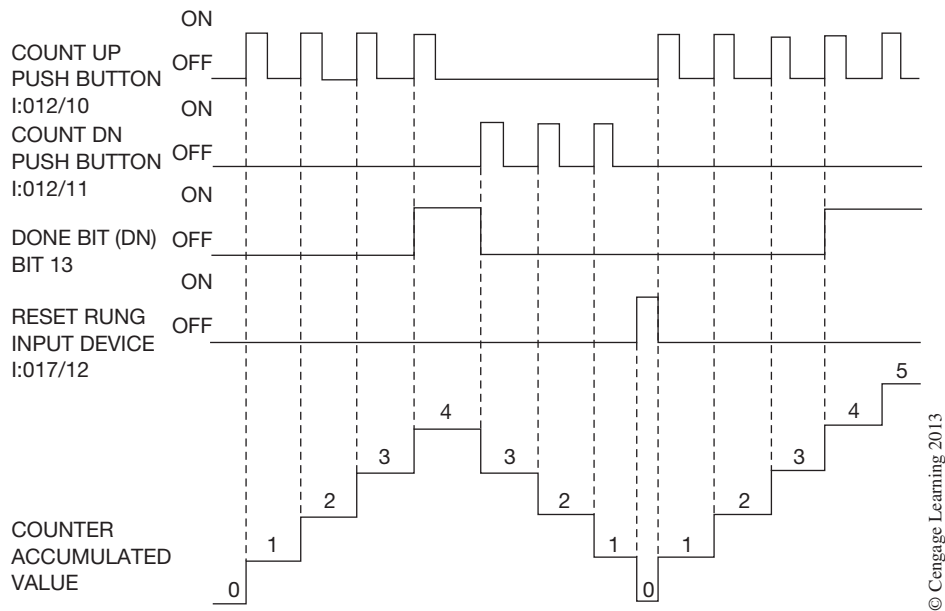 ON
COUNT UP
PUSH BUTTON
I:012/10
OFF
ON
COUNT DN
PUSH BUTTON
I:012/11
OFF
ON
DONE BIT (DN)
BIT 13
OFF
ON
RESET RUNG
INPUT DEVICE
I:017/12
OFF
COUNTER
ACCUMULATED
VALUE
0
1
2
3
4
3
2
1
0
1
2
3
4
5
© Cengage Learning 2013